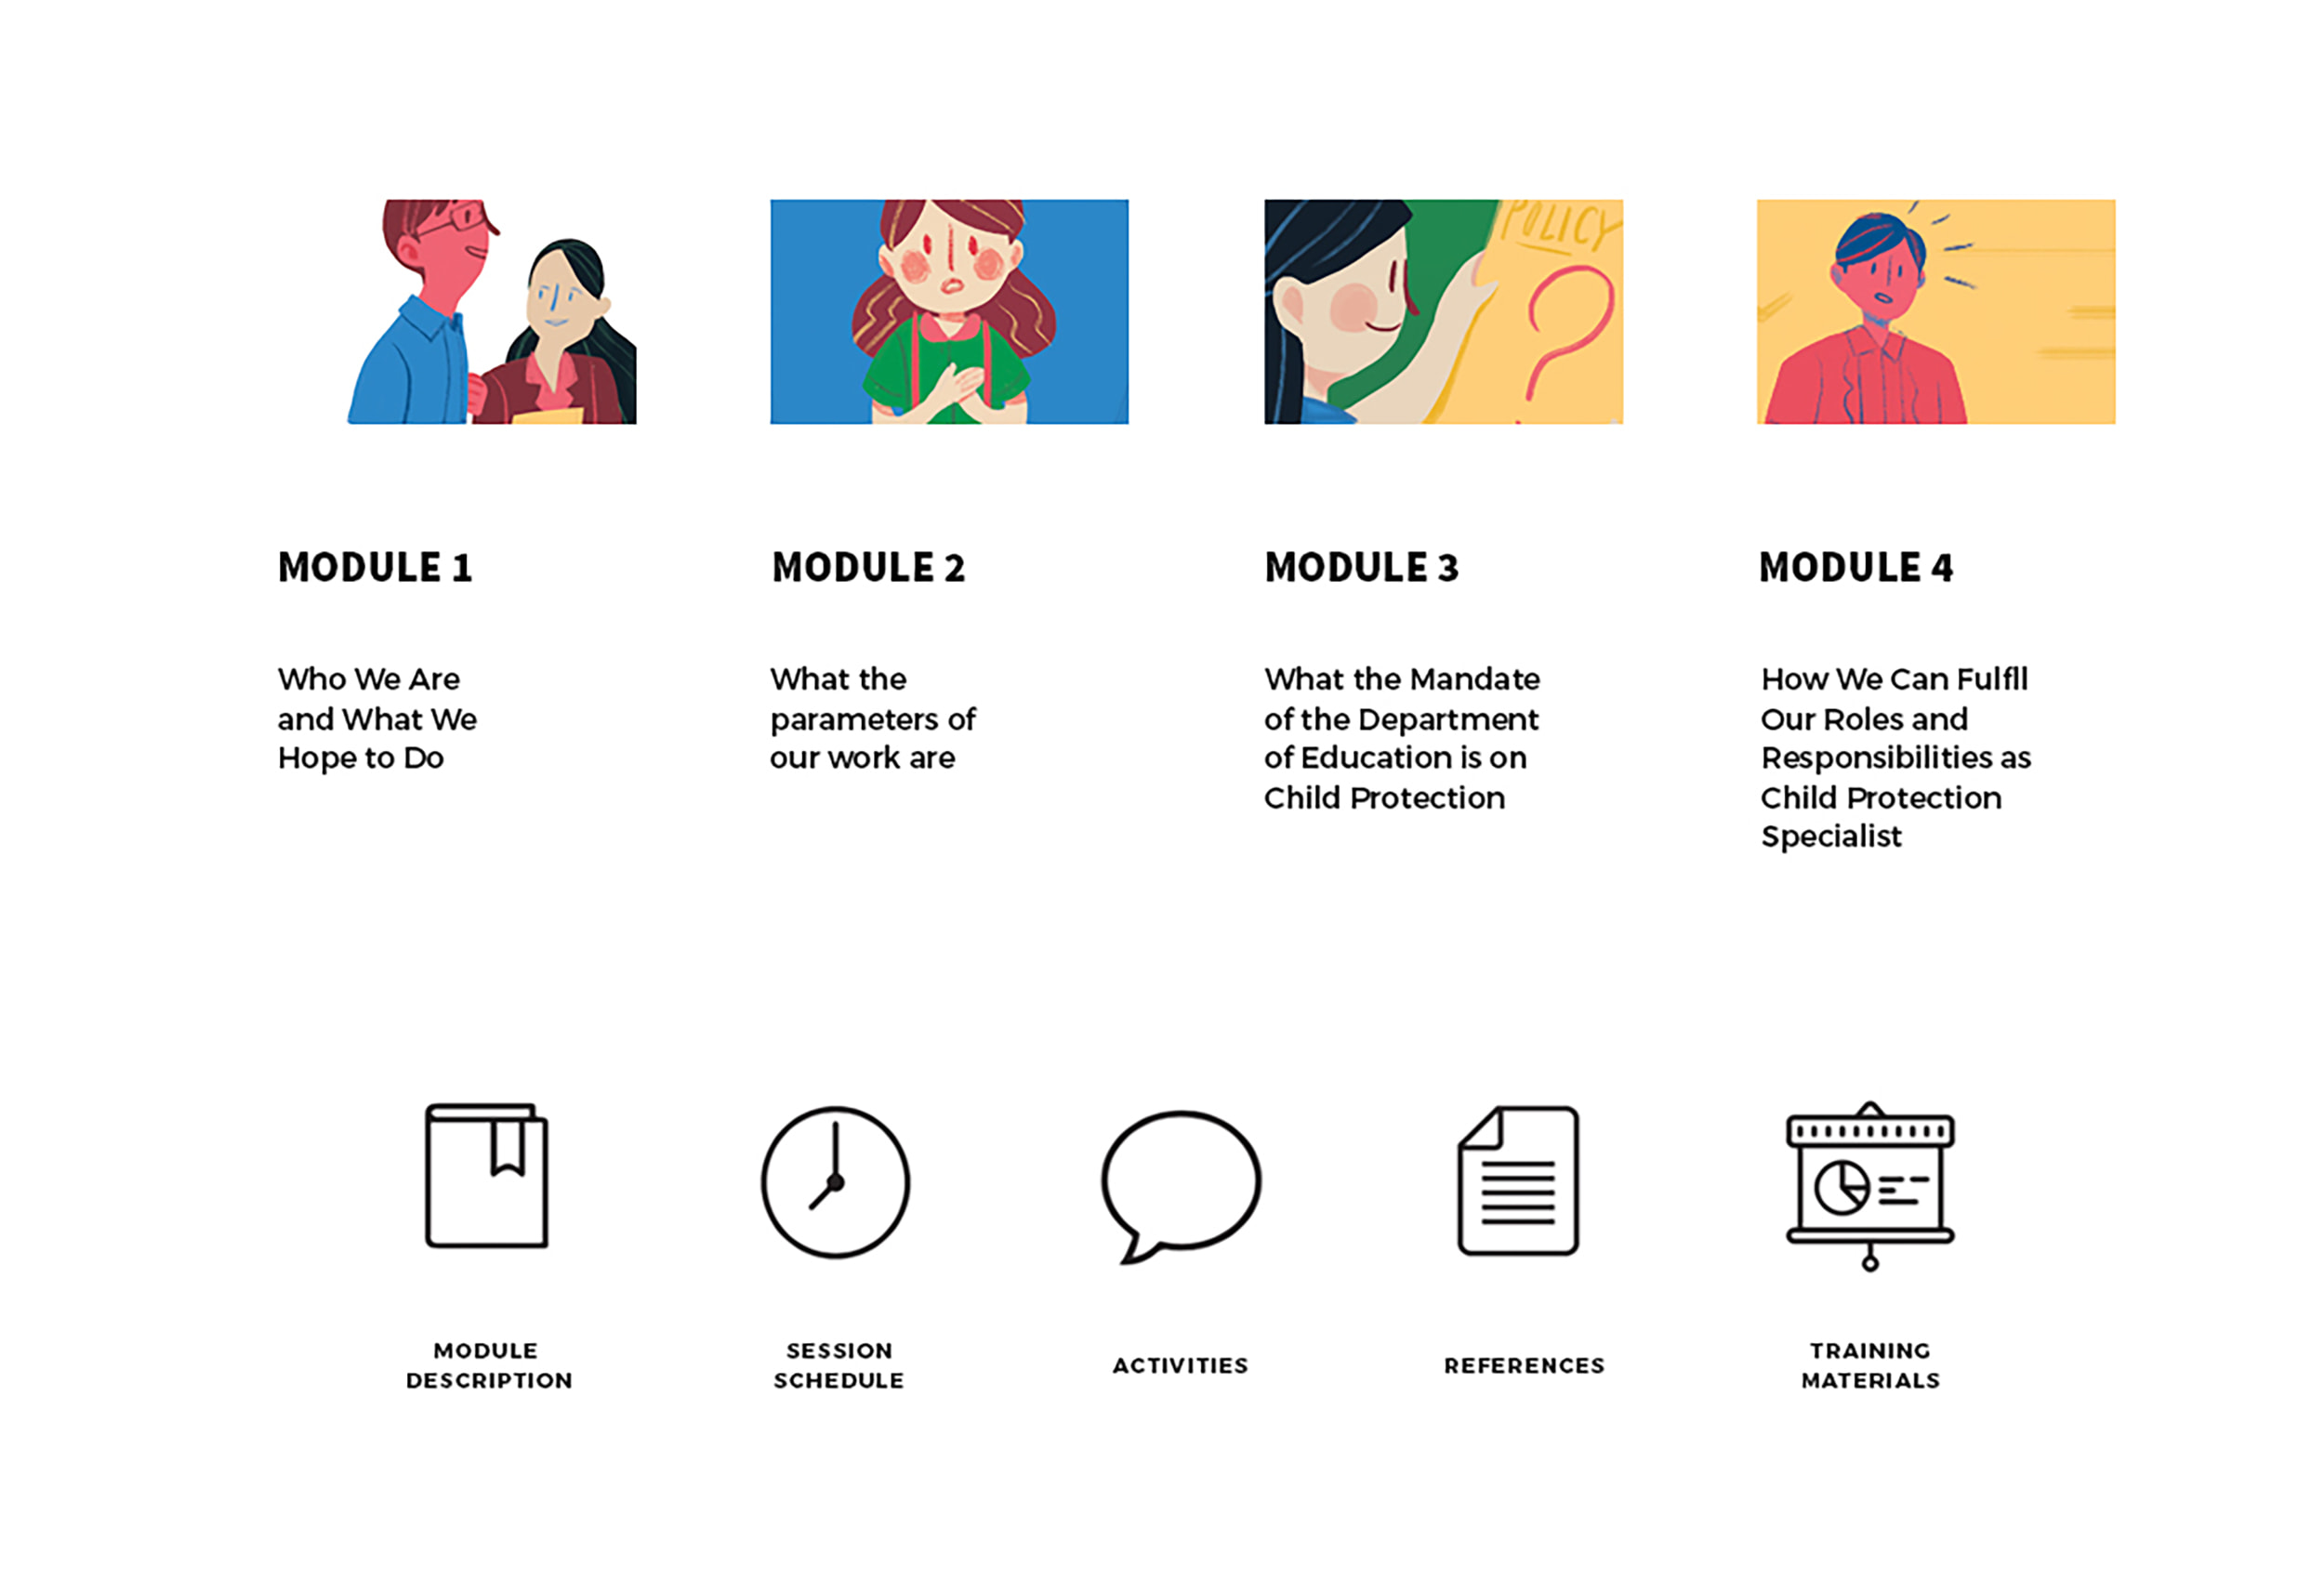 POLICY
MODULE 1
Who We Are
and What We
Hope to Do
MODULE 2
What the
parameters of
our work are
MODULE 3
What the Mandate
of the Department
of Education is on
Child Protection
MODULE 4
How We Can Fulfll
Our Roles and
Responsibilities as
Child Protection
Specialist
MODULE
DESCRIPTION
SESSION
SCHEDULE
ACTIVITIES
REFERENCES
TRAINING
MATERIALS